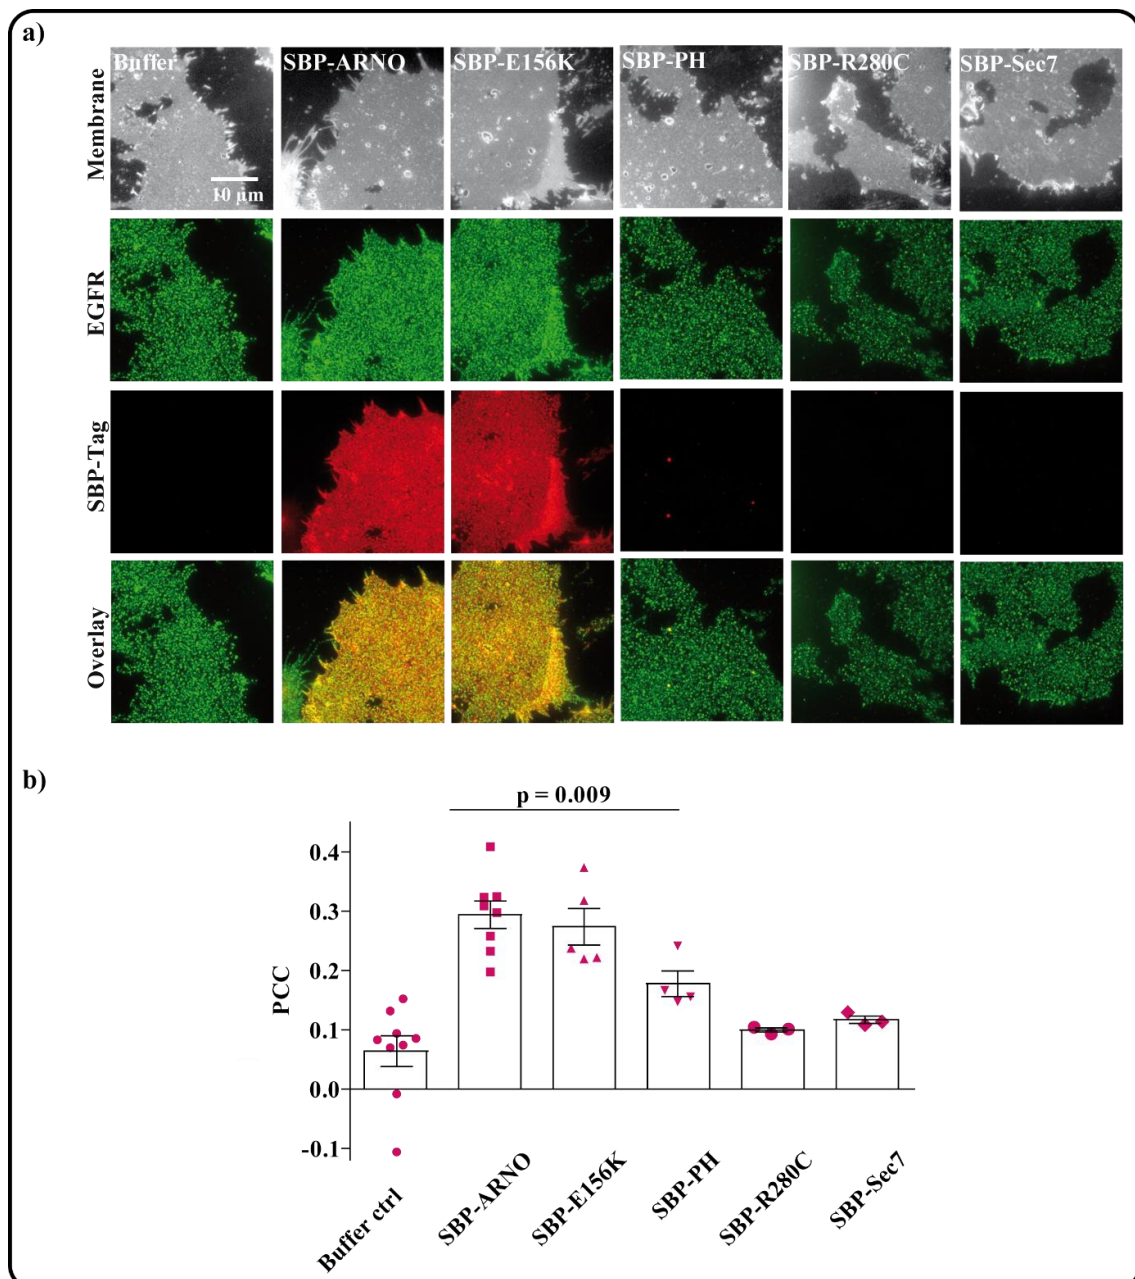 a)
Buffer
SBP-ARNO
SBP-E156K
SBP-PH
SBP-R280C
SBP-Sec7
Membrane
10 µm
EGFR
SBP-Tag
Overlay
b)
p = 0.009
0.4
0.3
0.2
0.1
0.0
-0.1
PCC
Buffer ctrl
SBP-ARNO
SBP-E156K
SBP-PH
SBP-R280C
SBP-Sec7